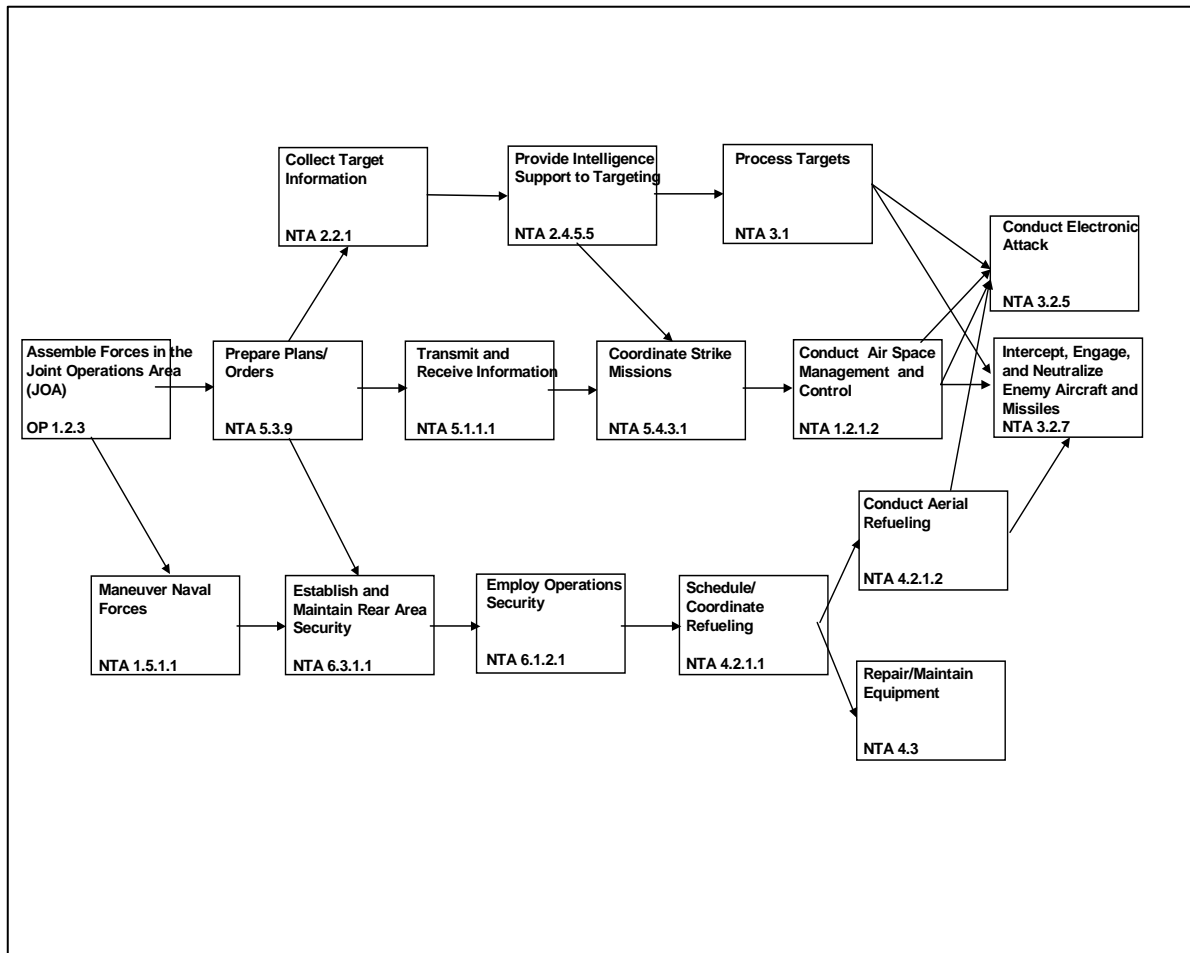 Collect Target
Information
NTA 2.2.1
Provide Intelligence
Support to Targeting
NTA 2.4.5.5
Process Targets
NTA 3.1
Conduct Electronic
Attack
NTA 3.2.5
Assemble Forces in the
Joint Operations Area
(JOA)
OP 1.2.3
Prepare Plans/
Orders
NTA 5.3.9
Transmit and
Receive Information
NTA 5.1.1.1
Coordinate Strike
Missions
NTA 5.4.3.1
Conduct Air Space
Management and
Control
NTA 1.2.1.2
Intercept, Engage,
and Neutralize
Enemy Aircraft and
Missiles
NTA 3.2.7
Conduct Aerial
Refueling
NTA 4.2.1.2
Maneuver Naval
Forces
NTA 1.5.1.1
Establish and
Maintain Rear Area
Security
NTA 6.3.1.1
Employ Operations
Security
NTA 6.1.2.1
Schedule/
Coordinate
Refueling
NTA 4.2.1.1
Repair/Maintain
Equipment
NTA 4.3